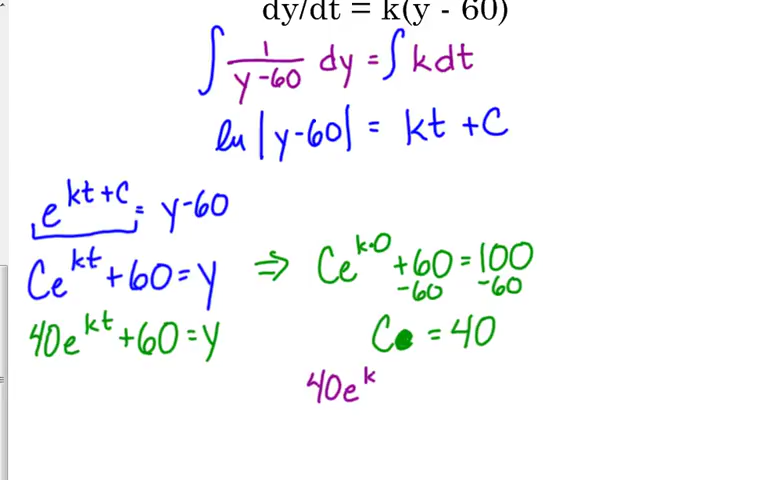 dy/dt = k(y - 60)
∫ 1/(y-60) dy = ∫ k dt
ln |y-60| = kt + C
e^(kt + C) = y-60
Ce^(kt) + 60 = y ⇒ Ce^(k·0) + 60 = 100
-60 -60
40e^(kt) + 60 = y C = 40
40e^k